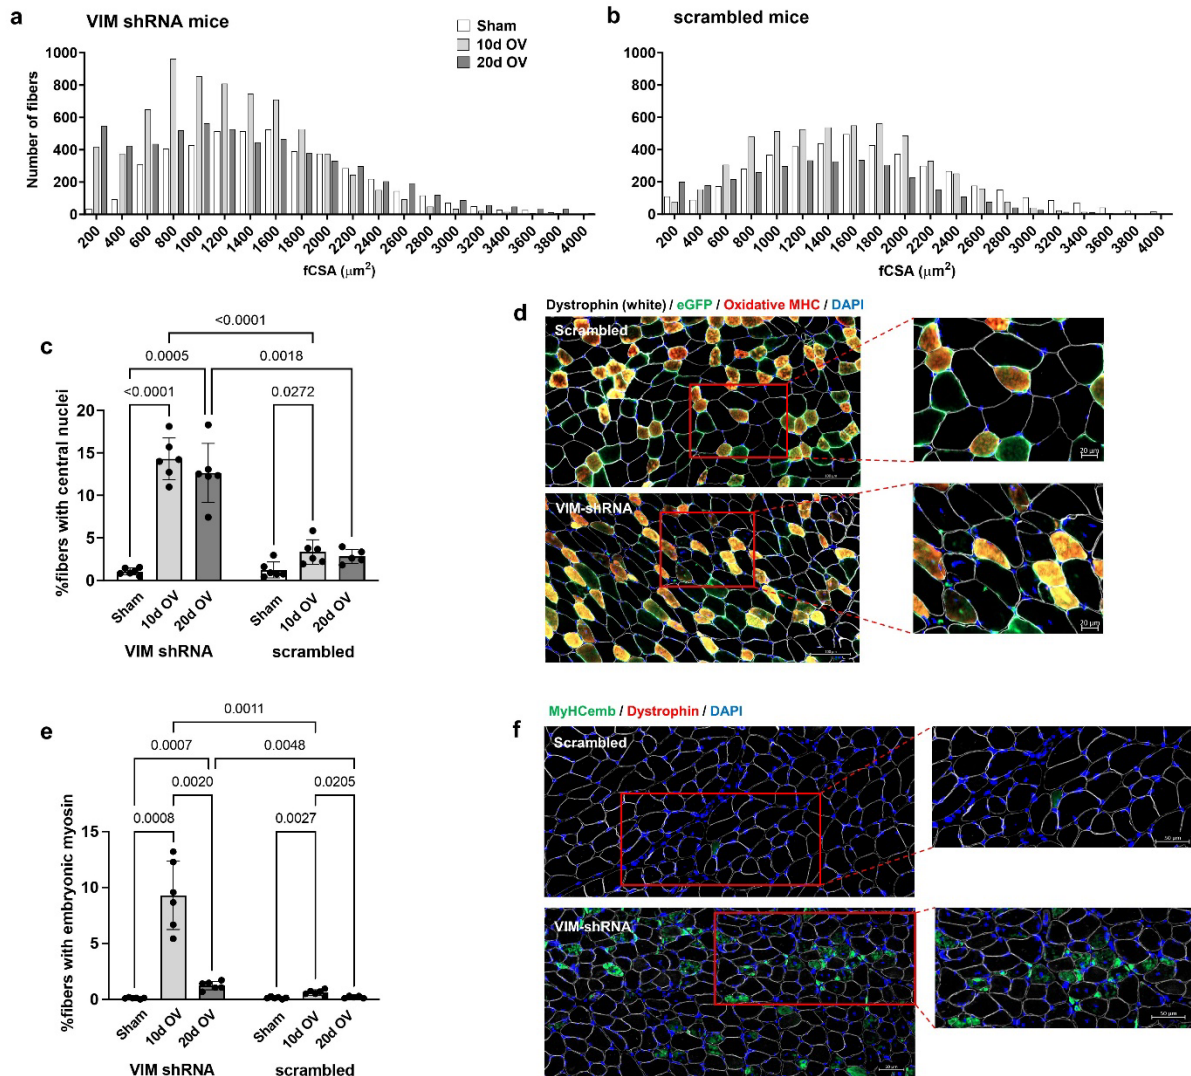 a
VIM shRNA mice
Sham
10d OV
20d OV
1000
800
600
400
200
0
Number of fibers
200
400
600
800
1000
1200
1400
1600
1800
2000
2200
2400
2600
2800
3000
3200
3400
3600
3800
4000
fCSA (μm²)
b
scrambled mice
1000
800
600
400
200
0
200
400
600
800
1000
1200
1400
1600
1800
2000
2200
2400
2600
2800
3000
3200
3400
3600
3800
4000
fCSA (μm²)
c
<0.0001
0.0005
0.0018
<0.0001
0.0272
20
15
10
5
0
%fibers with central nuclei
Sham
10d OV
20d OV
Sham
10d OV
20d OV
VIM shRNA
scrambled
d
Dystrophin (white) / eGFP / Oxidative MHC / DAPI
Scrambled
20 μm
VIM-shRNA
20 μm
e
0.0011
0.0007
0.0048
0.0020
0.0205
0.0008
0.0027
15
10
5
0
%fibers with embryonic myosin
Sham
10d OV
20d OV
Sham
10d OV
20d OV
VIM shRNA
scrambled
f
MyHCemb / Dystrophin / DAPI
Scrambled
50 μm
VIM-shRNA
50 μm